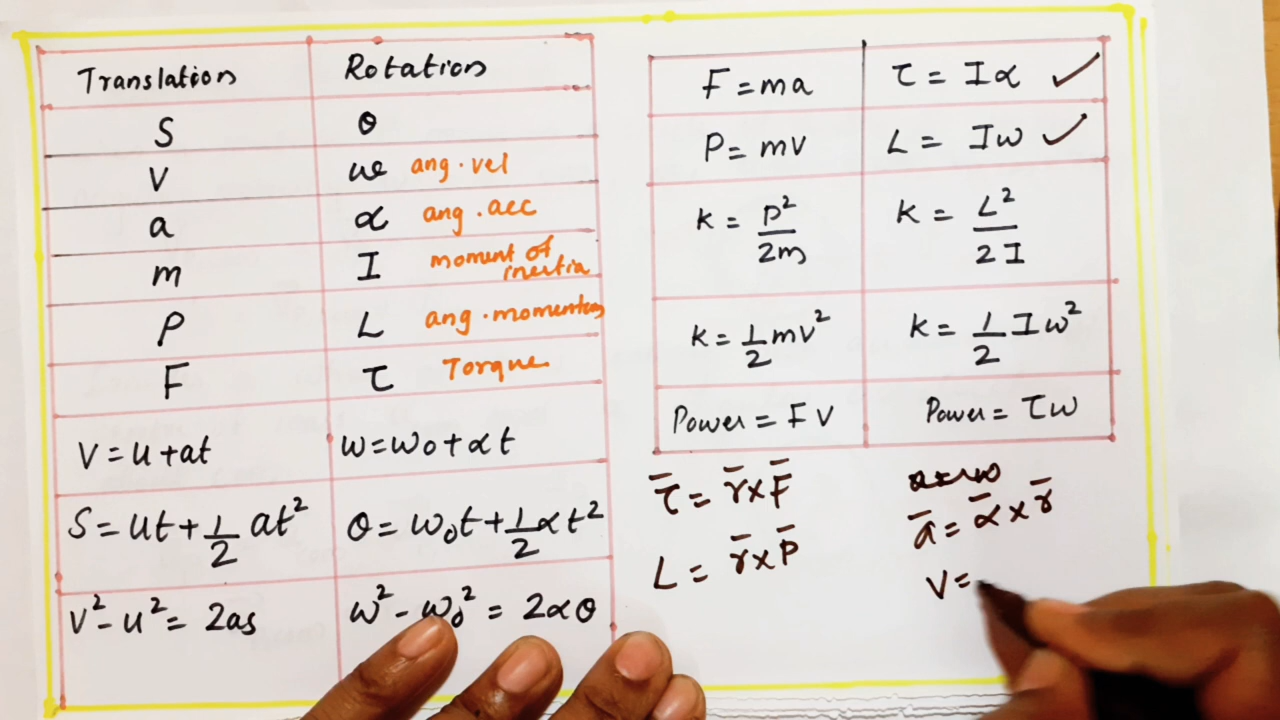 Translation Rotation
S θ
V ω ang.vel
a α ang.acc
m I moment of inertia
P L ang.momentum
F τ Torque
V = u + at ω = ω₀ + αt
S = ut + 1/2 at² θ = ω₀t + 1/2 αt²
V² - u² = 2as ω² - ω₀² = 2αθ
F = ma τ = Iα ✓
P = mv L = Iω ✓
K = p²/2m K = L²/2I
K = 1/2 mv² K = 1/2 Iω²
Power = FV Power = τω
τ̄ = r̄ × F̄
L = r̄ × p̄
ā = ᾱ × r̄
V =